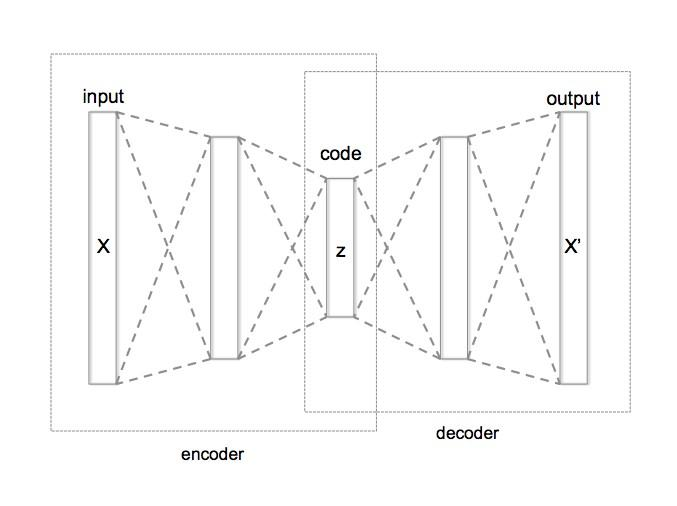 input
output
code
X
z
X’
decoder
encoder